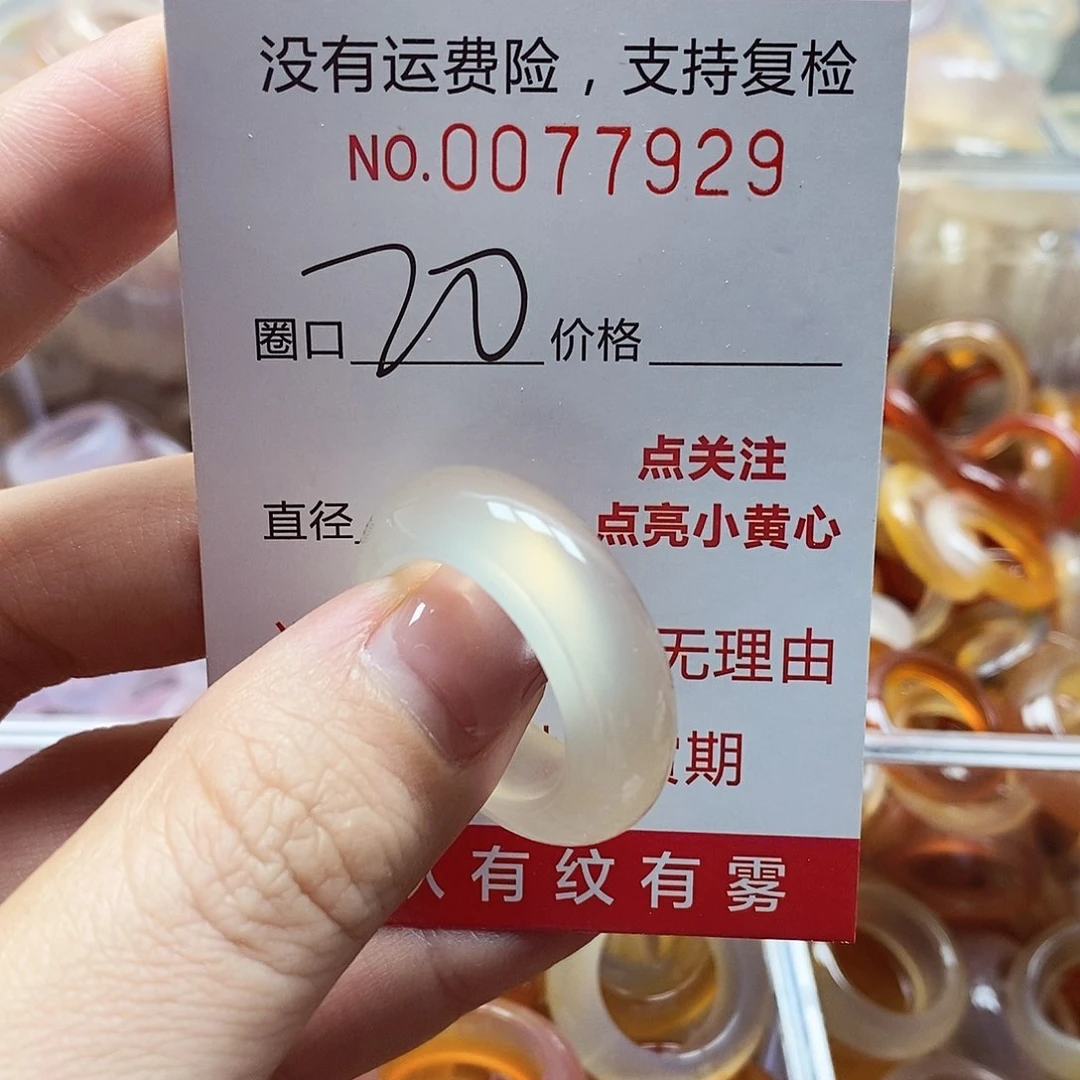 没有运费险，支持复检
NO.0077929
圈口 20 价格
点关注
直径 点亮小黄心
无理由
期
有纹有雾